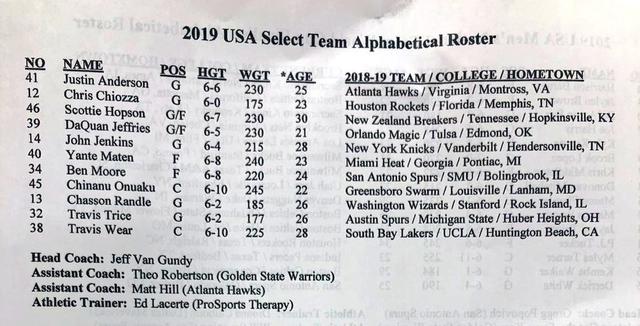 2019 USA Select Team Alphabetical Roster
NO NAME POS HGT WGT *AGE 2018-19 TEAM / COLLEGE / HOMETOWN
41 Justin Anderson G 6-6 230 25 Atlanta Hawks / Virginia / Montross, VA
12 Chris Chiozza G 6-0 175 23 Houston Rockets / Florida / Memphis, TN
46 Scottie Hopson G/F 6-7 230 30 New Zealand Breakers / Tennessee / Hopkinsville, KY
39 DaQuan Jeffries G/F 6-5 230 21 Orlando Magic / Tulsa / Edmond, OK
14 John Jenkins G 6-4 215 28 New York Knicks / Vanderbilt / Hendersonville, TN
40 Yante Maten F 6-8 240 23 Miami Heat / Georgia / Pontiac, MI
34 Ben Moore F 6-8 220 24 San Antonio Spurs / SMU / Bolingbrook, IL
45 Chinanu Onuaku C 6-10 245 22 Greensboro Swarm / Louisville / Lanham, MD
13 Chasson Randle G 6-2 185 26 Washington Wizards / Stanford / Rock Island, IL
32 Travis Trice G 6-2 177 26 Austin Spurs / Michigan State / Huber Heights, OH
38 Travis Wear C 6-10 225 28 South Bay Lakers / UCLA / Huntington Beach, CA
Head Coach: Jeff Van Gundy
Assistant Coach: Theo Robertson (Golden State Warriors)
Assistant Coach: Matt Hill (Atlanta Hawks)
Athletic Trainer: Ed Lacerte (ProSports Therapy)